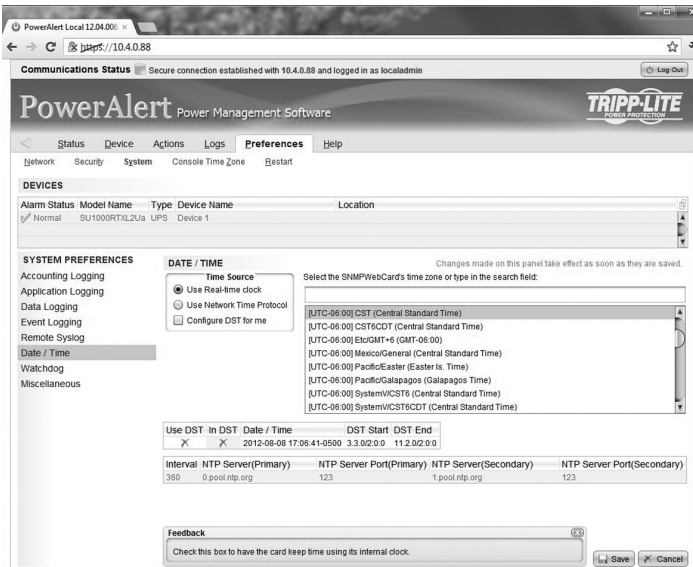 PowerAlert Local 12.04.006
https://10.4.0.88
Communications Status Secure connection established with 10.4.0.88 and logged in as localadmin
Log Out
PowerAlert Power Management Software
TRIPP·LITE
POWER PROTECTION
Status Device Actions Logs Preferences Help
Network Security System Console Time Zone Restart
DEVICES
Alarm Status Model Name Type Device Name Location
Normal SU1000RTXL2Ua UPS Device 1
SYSTEM PREFERENCES
Accounting Logging
Application Logging
Data Logging
Event Logging
Remote Syslog
Date / Time
Watchdog
Miscellaneous
DATE / TIME
Changes made on this panel take effect as soon as they are saved.
Time Source
Use Real-time clock
Use Network Time Protocol
Configure DST for me
Select the SNMPWebCard's time zone or type in the search field:
[UTC-06:00] CST (Central Standard Time)
[UTC-06:00] CST6CDT (Central Standard Time)
[UTC-06:00] Etc/GMT+6 (GMT-06:00)
[UTC-06:00] Mexico/General (Central Standard Time)
[UTC-06:00] Pacific/Easter (Easter Is. Time)
[UTC-06:00] Pacific/Galapagos (Galapagos Time)
[UTC-06:00] SystemV/CST6 (Central Standard Time)
[UTC-06:00] SystemV/CST6CDT (Central Standard Time)
Use DST In DST Date / Time DST Start DST End
2012-08-08 17:06:41-0500 3.3.0/2:0:0 11.2.0/2:0:0
Interval NTP Server(Primary) NTP Server Port(Primary) NTP Server(Secondary) NTP Server Port(Secondary)
360 0.pool.ntp.org 123 1.pool.ntp.org 123
Feedback
Check this box to have the card keep time using its internal clock.
Save Cancel